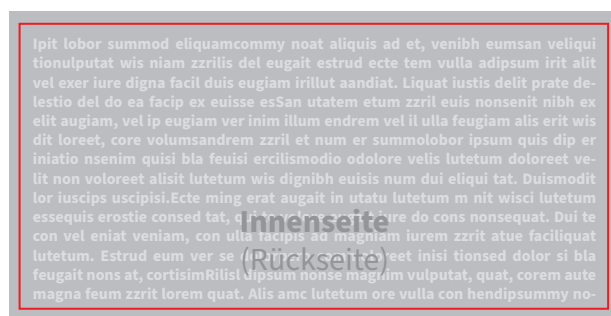 Ipit lobor summod eliquamcommy noat aliquis ad et, venibh eumsan veliqui
tionulputat wis niam zzrilis del eugait estrud ecte tem vulla adipsum irit alit
vel exer iure digna facil duis eugiam irillut aandiat. Liquat iustis delit prate de-
lestio del do ea facip ex euisse esSan utatem etum zzril euis nonsenit nibh ex
elit augiam, vel ip eugiam ver inim illum endrem vel il ulla feugiam alis erit wis
dit loreet, core volumsandrem zzril et num er summolobor ipsum quis dip er
iniatio nsenim quisi bla feuisi ercilismodio odolore velis lutetum doloreet ve-
lit non voloreet alisit lutetum wis dignibh euisis num dui eliqui tat. Duismodit
lor iuscips uscipisi.Ecte ming erat augait in utatu lutetum m nit wisci lutetum
essequis erostie consed tat, iure do cons nonsequat. Dui te
con vel eniat veniam, con ulla facipis ad magnim iurem zzrit atue faciliquat
lutetum. Estrud eum ver se inisi tionsed dolor si bla
feugait nons at, cortisimRilisl dipsum nonse magnim vulputat, quat, corem aute
magna feum zzrit lorem quat. Alis amc lutetum ore vulla con hendipsummy no-
Innenseite
(Rückseite)